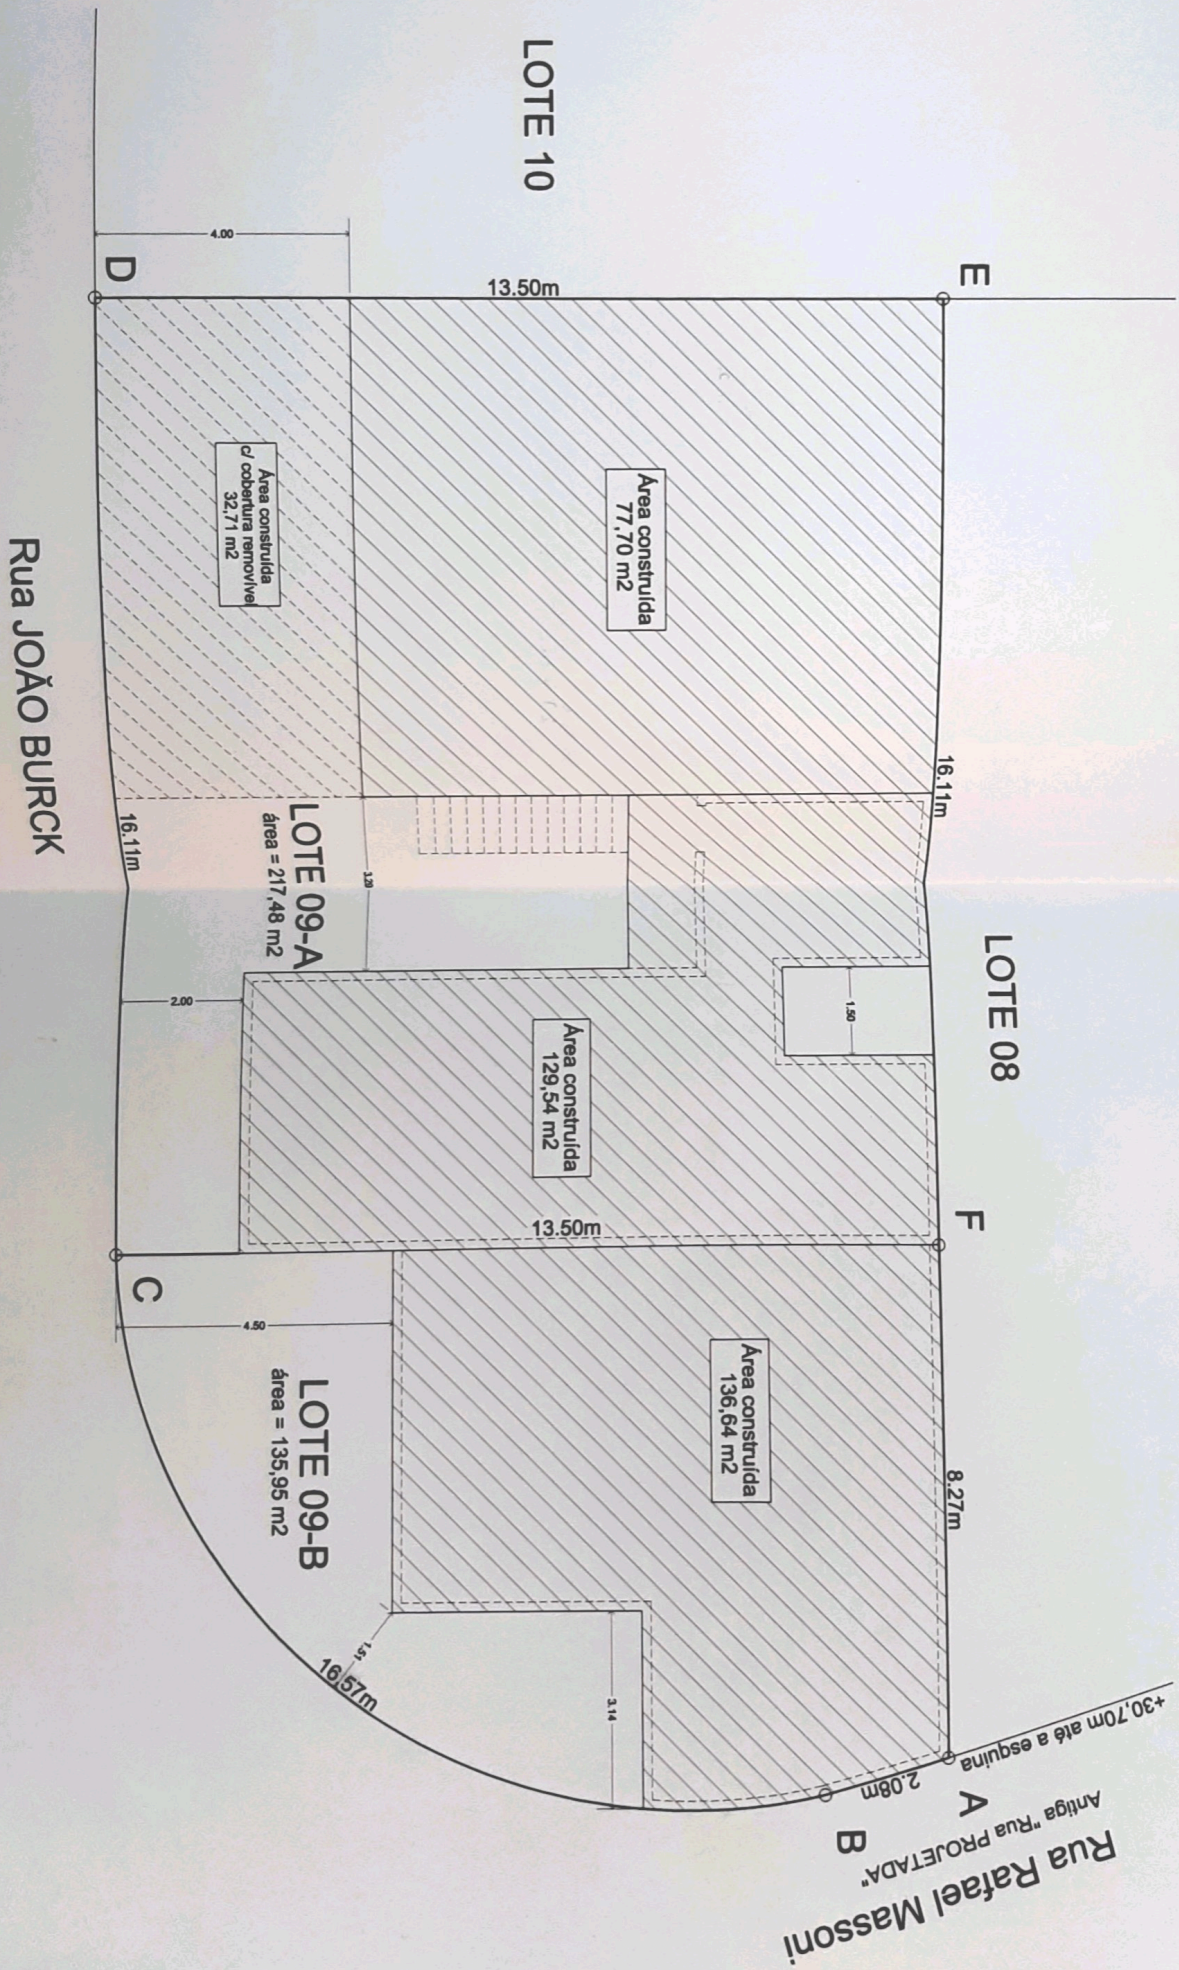 LOTE 10
LOTE 08
E
16.11m
F
8.27m
+30,70m até a esquina
A
2.08m
B
Antiga "Rua PROJETADA"
Rua Rafael Massoni
13.50m
Área construída
77,70 m2
1.50
Área construída
129,54 m2
13.50m
Área construída
136,64 m2
4.00
Área construída
c/ cobertura removível
32,71 m2
3.20
LOTE 09-A
área = 217,48 m2
2.00
4.50
LOTE 09-B
área = 135,95 m2
1.51
3.14
16,57m
D
16.11m
C
Rua JOÃO BURCK